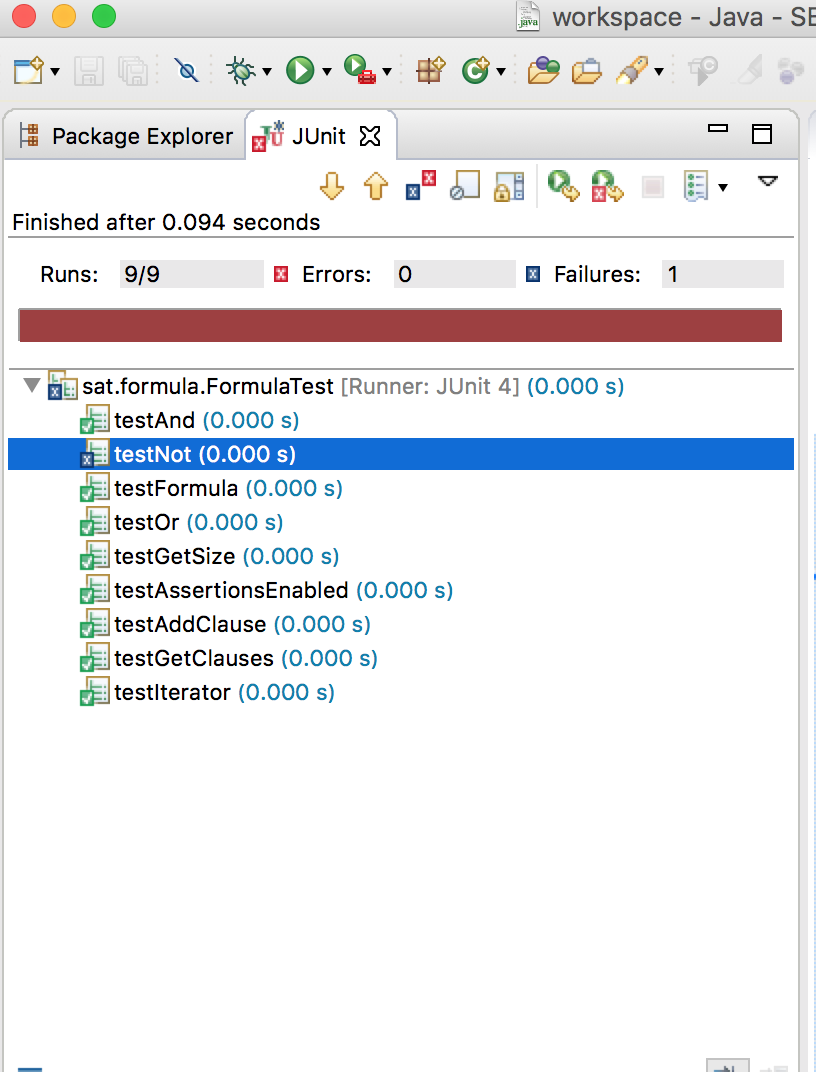 workspace - Java - SE
Package Explorer JUnit
Finished after 0.094 seconds
Runs: 9/9 Errors: 0 Failures: 1
sat.formula.FormulaTest [Runner: JUnit 4] (0.000 s)
testAnd (0.000 s)
testNot (0.000 s)
testFormula (0.000 s)
testOr (0.000 s)
testGetSize (0.000 s)
testAssertionsEnabled (0.000 s)
testAddClause (0.000 s)
testGetClauses (0.000 s)
testIterator (0.000 s)